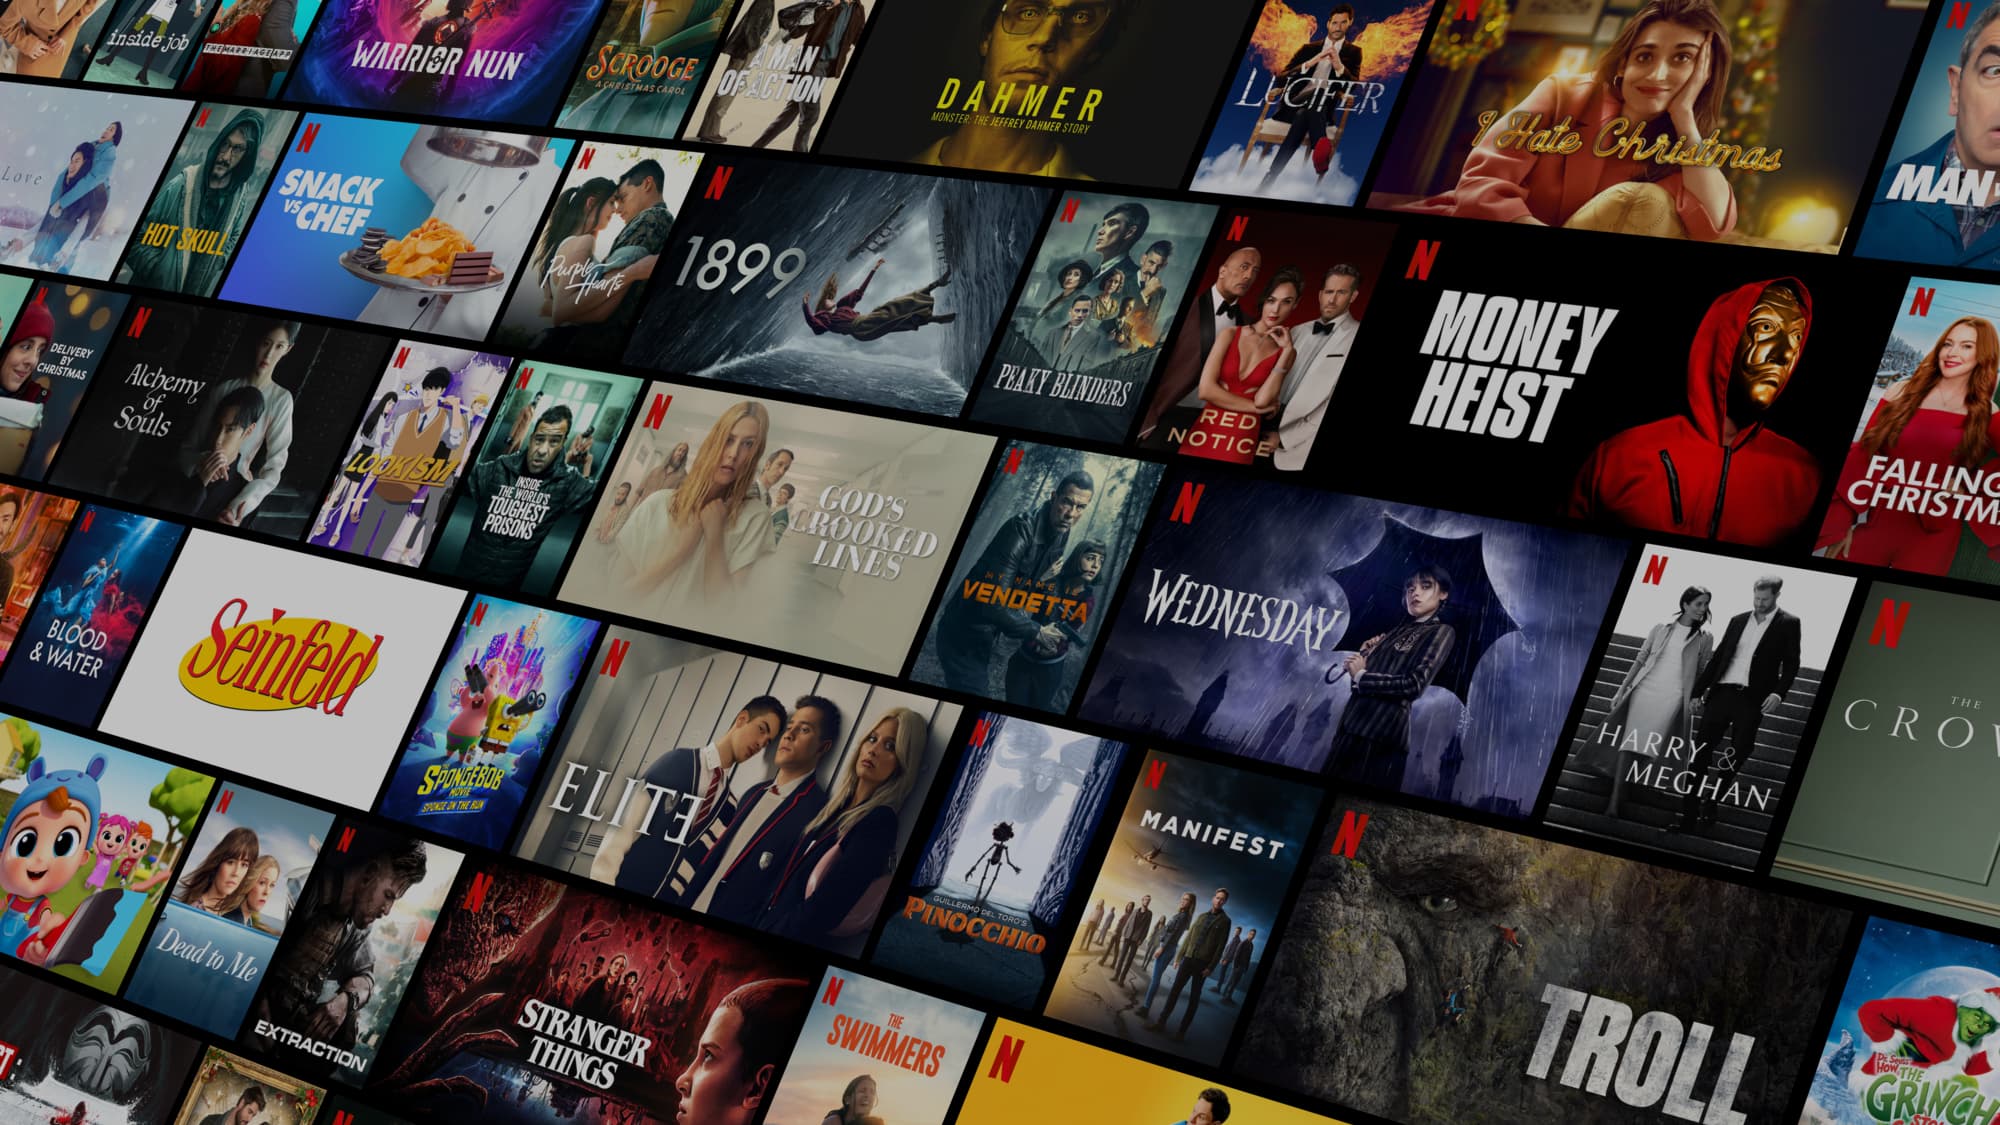 inside job
THE MARRIAGE APP
WARRIOR NUN
SCROOGE
A CHRISTMAS CAROL
A MAN
OF ACTION
DAHMER
MONSTER: THE JEFFREY DAHMER STORY
LUCIFER
I Hate Christmas
MAN
Love
HOT SKULL
SNACK
VS
CHEF
Purple
Hearts
1899
PEAKY BLINDERS
RED
NOTICE
MONEY
HEIST
FALLING
CHRISTM
DELIVERY
BY
CHRISTMAS
Alchemy
of
Souls
LOOKISM
INSIDE
THE WORLD'S
TOUGHEST
PRISONS
GOD'S
CROOKED
LINES
MY NAME IS
VENDETTA
WEDNESDAY
HARRY &
MEGHAN
THE
CROW
BLOOD
& WATER
Seinfeld
THE
SPONGEBOB
MOVIE
SPONGE ON THE RUN
ELITE
GUILLERMO DEL TORO'S
PINOCCHIO
MANIFEST
TROLL
Dr. Seuss'
HOW THE
GRINCH
Dead to Me
EXTRACTION
STRANGER
THINGS
THE
SWIMMERS